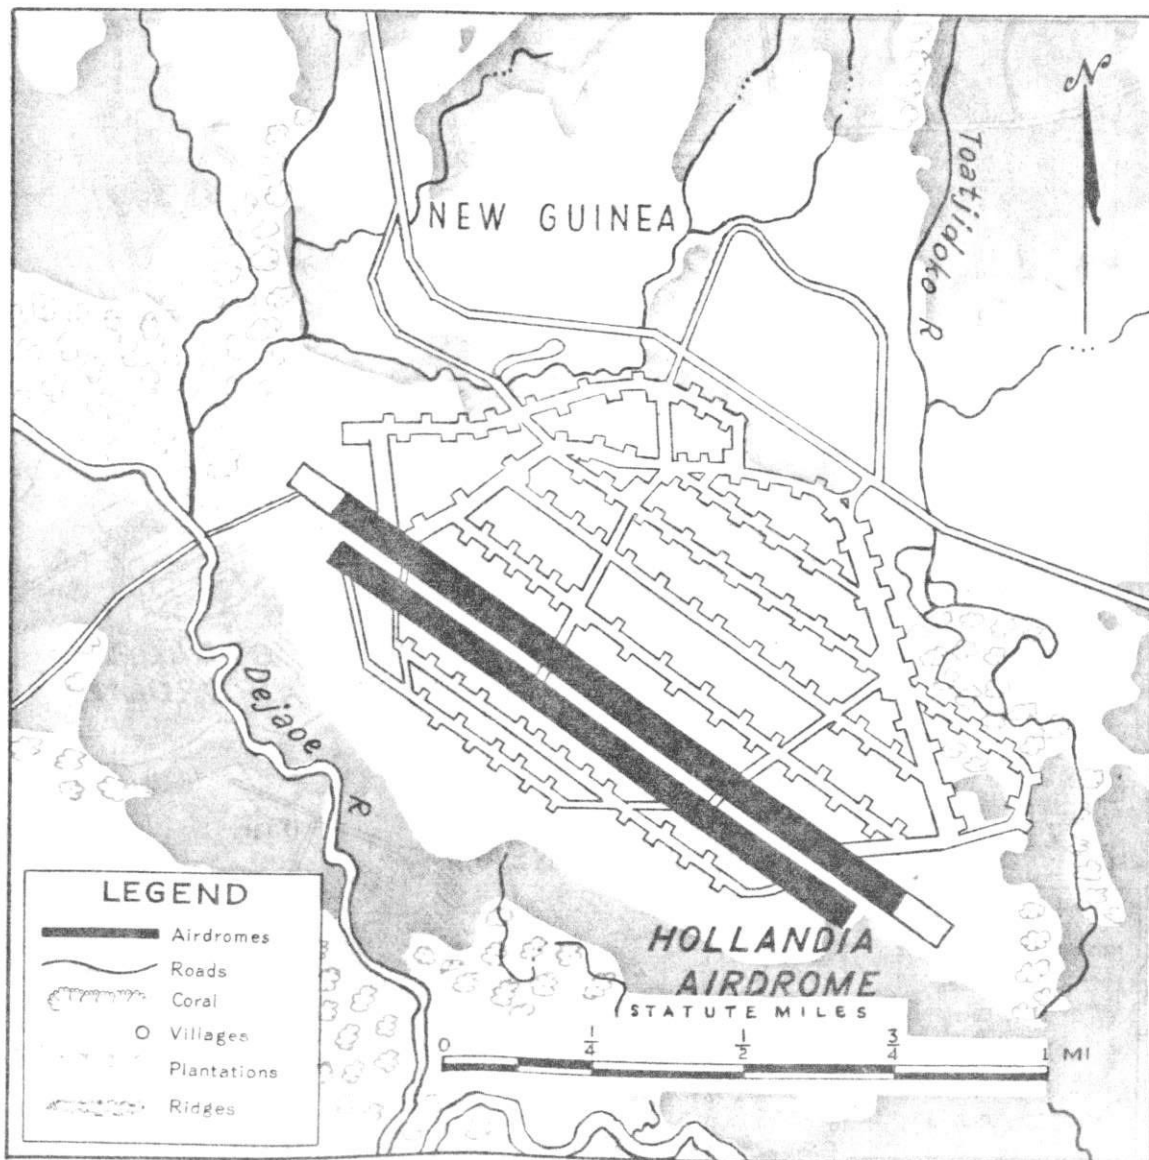 N
Toatjidoko R
NEW GUINEA
Dejaoe R
LEGEND
Airdromes
Roads
Coral
Villages
Plantations
Ridges
HOLLANDIA
AIRDROME
STATUTE MILES
0 1/4 1/2 3/4 1 MI